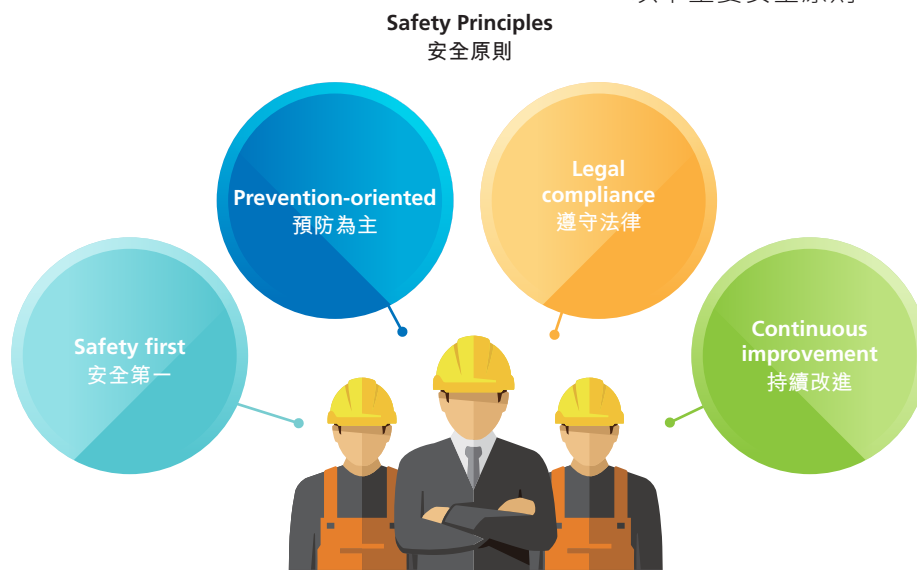 Safety Principles
安全原則
Prevention-oriented
預防為主
Legal
compliance
遵守法律
Safety first
安全第一
Continuous
improvement
持續改進